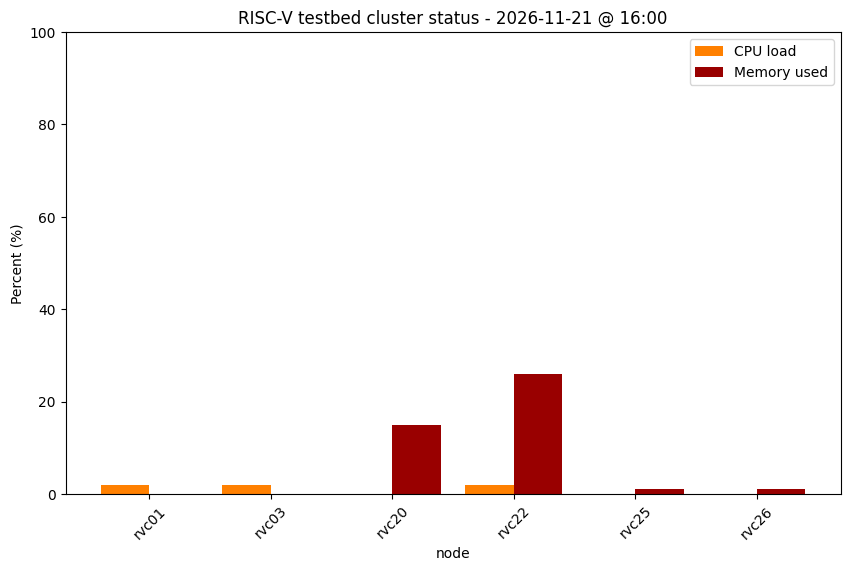 RISC-V testbed cluster status - 2026-11-21 @ 16:00
CPU load
Memory used
Percent (%)
100
80
60
40
20
0
rvc01
rvc03
rvc20
rvc22
rvc25
rvc26
node